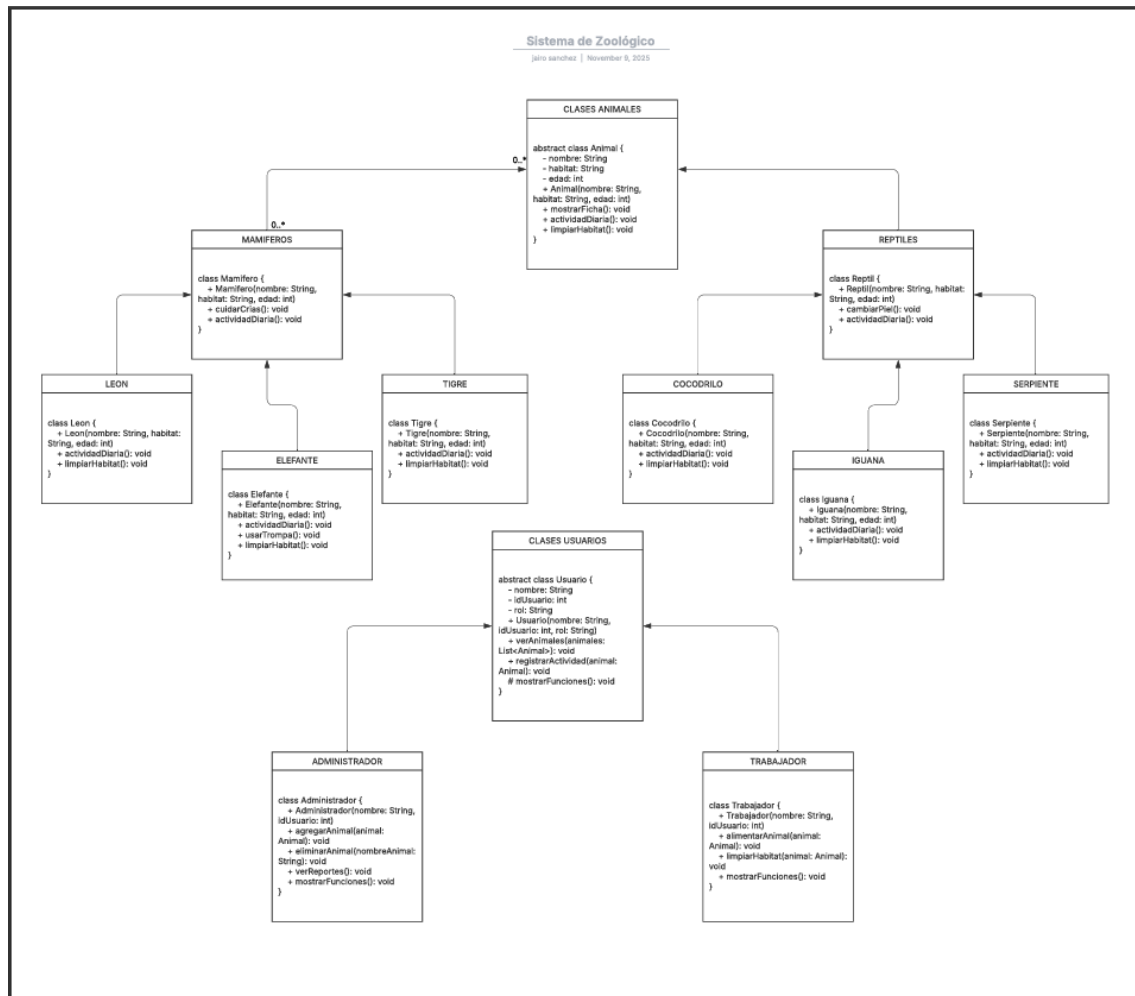 Sistema de Zoológico
jairo sanchez | November 9, 2025
CLASES ANIMALES
abstract class Animal {
- nombre: String
- habitat: String
- edad: int
+ Animal(nombre: String,
habitat: String, edad: int)
+ mostrarFicha(): void
+ actividadDiaria(): void
+ limpiarHabitat(): void
}
0..*
0..*
MAMIFEROS
class Mamifero {
+ Mamifero(nombre: String,
habitat: String, edad: int)
+ cuidarCrias(): void
+ actividadDiaria(): void
}
REPTILES
class Reptil {
+ Reptil(nombre: String, habitat:
String, edad: int)
+ cambiarPiel(): void
+ actividadDiaria(): void
}
LEON
class Leon {
+ Leon(nombre: String, habitat:
String, edad: int)
+ actividadDiaria(): void
+ limpiarHabitat(): void
}
ELEFANTE
class Elefante {
+ Elefante(nombre: String,
habitat: String, edad: int)
+ actividadDiaria(): void
+ usarTrompa(): void
+ limpiarHabitat(): void
}
TIGRE
class Tigre {
+ Tigre(nombre: String,
habitat: String, edad: int)
+ actividadDiaria(): void
+ limpiarHabitat(): void
}
COCODRILO
class Cocodrilo {
+ Cocodrilo(nombre: String,
habitat: String, edad: int)
+ actividadDiaria(): void
+ limpiarHabitat(): void
}
IGUANA
class Iguana {
+ Iguana(nombre: String,
habitat: String, edad: int)
+ actividadDiaria(): void
+ limpiarHabitat(): void
}
SERPIENTE
class Serpiente {
+ Serpiente(nombre: String,
habitat: String, edad: int)
+ actividadDiaria(): void
+ limpiarHabitat(): void
}
CLASES USUARIOS
abstract class Usuario {
- nombre: String
- idUsuario: int
- rol: String
+ Usuario(nombre: String,
idUsuario: int, rol: String)
+ verAnimales(animales:
List<Animal>): void
+ registrarActividad(animal:
Animal): void
# mostrarFunciones(): void
}
ADMINISTRADOR
class Administrador {
+ Administrador(nombre: String,
idUsuario: int)
+ agregarAnimal(animal:
Animal): void
+ eliminarAnimal(nombreAnimal:
String): void
+ verReportes(): void
+ mostrarFunciones(): void
}
TRABAJADOR
class Trabajador {
+ Trabajador(nombre: String,
idUsuario: int)
+ alimentarAnimal(animal:
Animal): void
+ limpiarHabitat(animal: Animal):
void
+ mostrarFunciones(): void
}